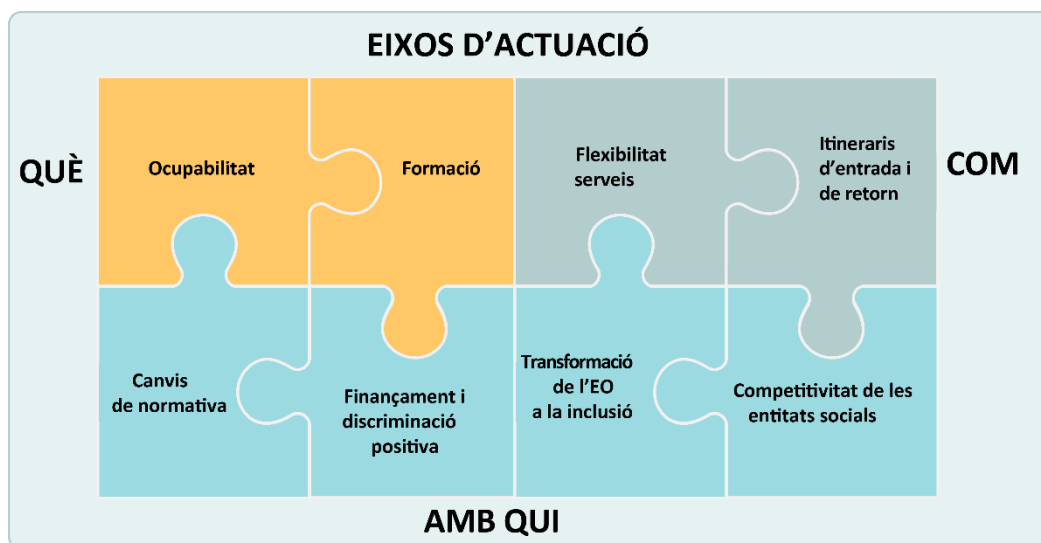 EIXOS D’ACTUACIÓ
QUÈ
Ocupabilitat
Formació
Flexibilitat
serveis
Itineraris
d’entrada i
de retorn
COM
Canvis
de normativa
Finançament i
discriminació
positiva
Transformació
de l’EO
a la inclusió
Competitivitat de les
entitats socials
AMB QUI